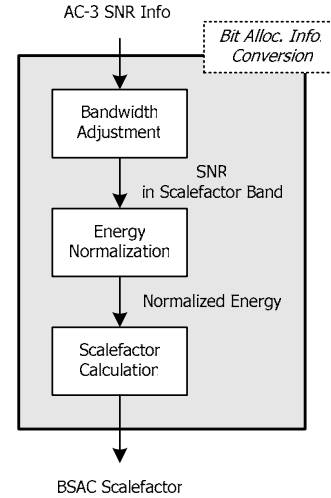 AC-3 SNR Info
Bit Alloc. Info.
Conversion
Bandwidth
Adjustment
SNR
in Scalefactor Band
Energy
Normalization
Normalized Energy
Scalefactor
Calculation
BSAC Scalefactor